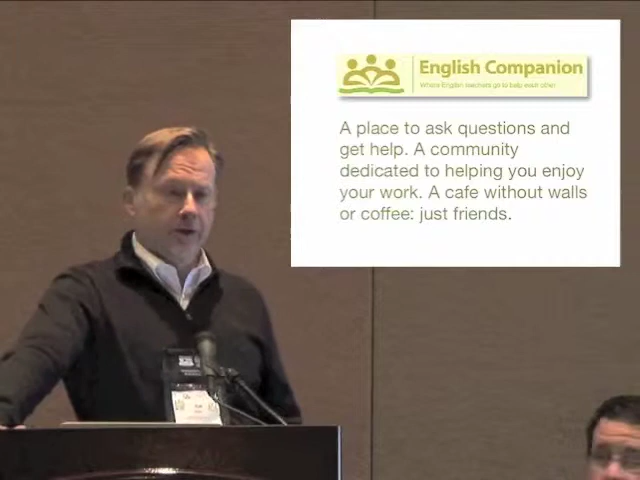 English Companion
Where English teachers go to help each other
A place to ask questions and
get help. A community
dedicated to helping you enjoy
your work. A cafe without walls
or coffee: just friends.